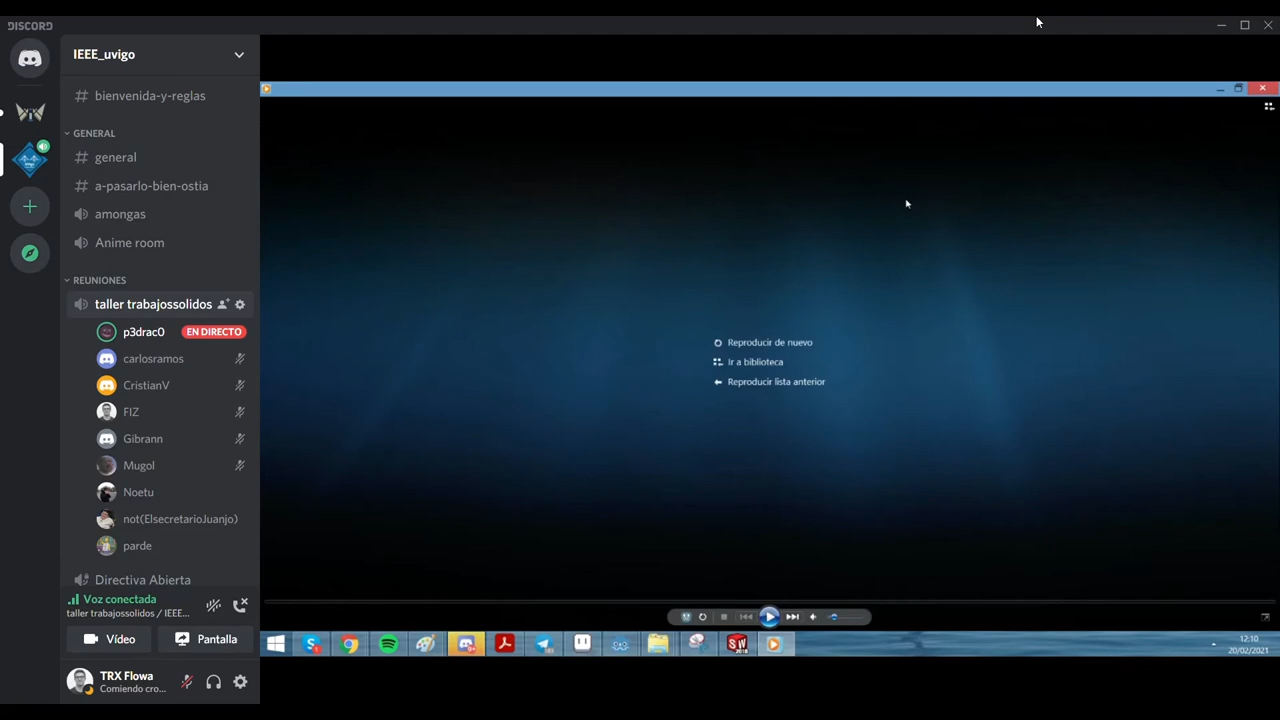 DISCORD
IEEE_uvigo
bienvenida-y-reglas
GENERAL
general
a-pasarlo-bien-ostia
amongas
Anime room
REUNIONES
taller trabajossolidos
p3drac0 EN DIRECTO
carlosramos
CristianV
FIZ
Gibrann
Mugol
Noetu
not(ElsecretarioJuanjo)
parde
Directiva Abierta
Voz conectada
taller trabajossolidos / IEEE...
Vídeo Pantalla
TRX Flowa
Comiendo cro...
Reproducir de nuevo
Ir a biblioteca
Reproducir lista anterior
12:10
20/02/2021